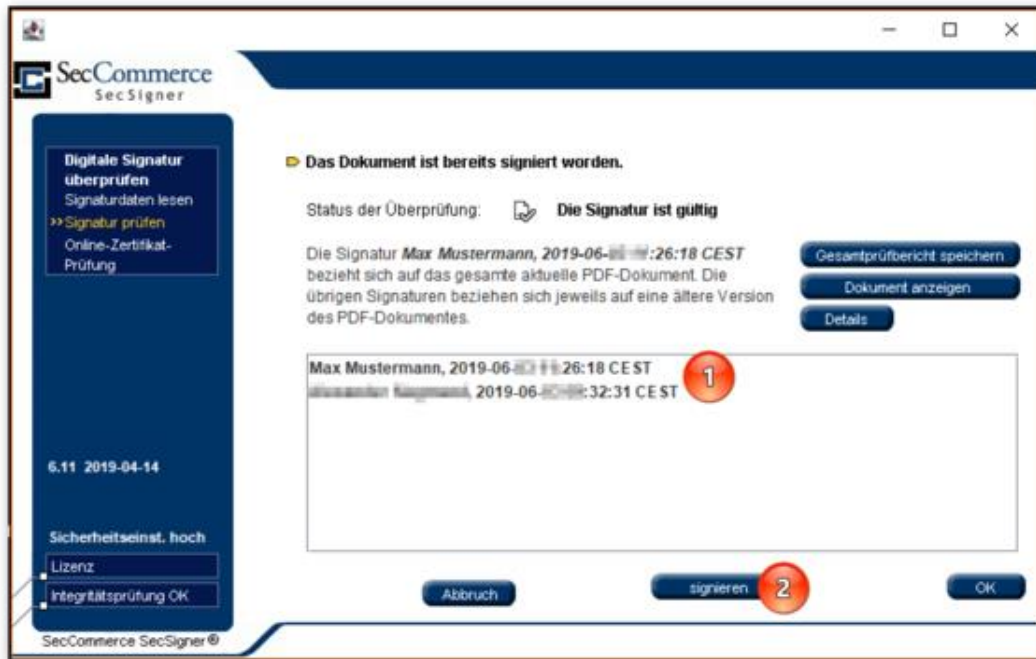 SecCommerce
SecSigner
Digitale Signatur
überprüfen
Signaturdaten lesen
>> Signatur prüfen
Online-Zertifikat-
Prüfung
6.11 2019-04-14
Sicherheitseinst. hoch
Lizenz
Integritätsprüfung OK
SecCommerce SecSigner®
Das Dokument ist bereits signiert worden.
Status der Überprüfung: Die Signatur ist gültig
Die Signatur Max Mustermann, 2019-06- :26:18 CEST
bezieht sich auf das gesamte aktuelle PDF-Dokument. Die
übrigen Signaturen beziehen sich jeweils auf eine ältere Version
des PDF-Dokumentes.
Gesamtprüfbericht speichern
Dokument anzeigen
Details
Max Mustermann, 2019-06- :26:18 CEST
, 2019-06- :32:31 CEST
1
Abbruch
signieren
2
OK